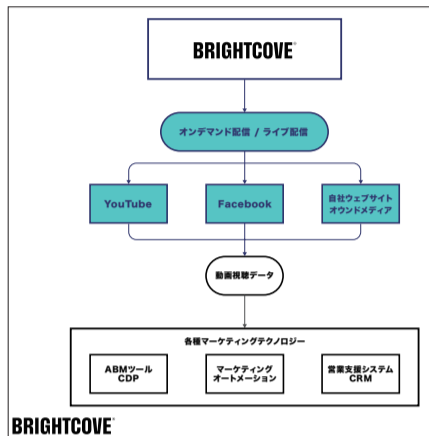 BRIGHTCOVE®
オンデマンド配信 / ライブ配信
YouTube
Facebook
自社ウェブサイト
オウンドメディア
動画視聴データ
各種マーケティングテクノロジー
ABMツール
CDP
マーケティング
オートメーション
営業支援システム
CRM
BRIGHTCOVE®